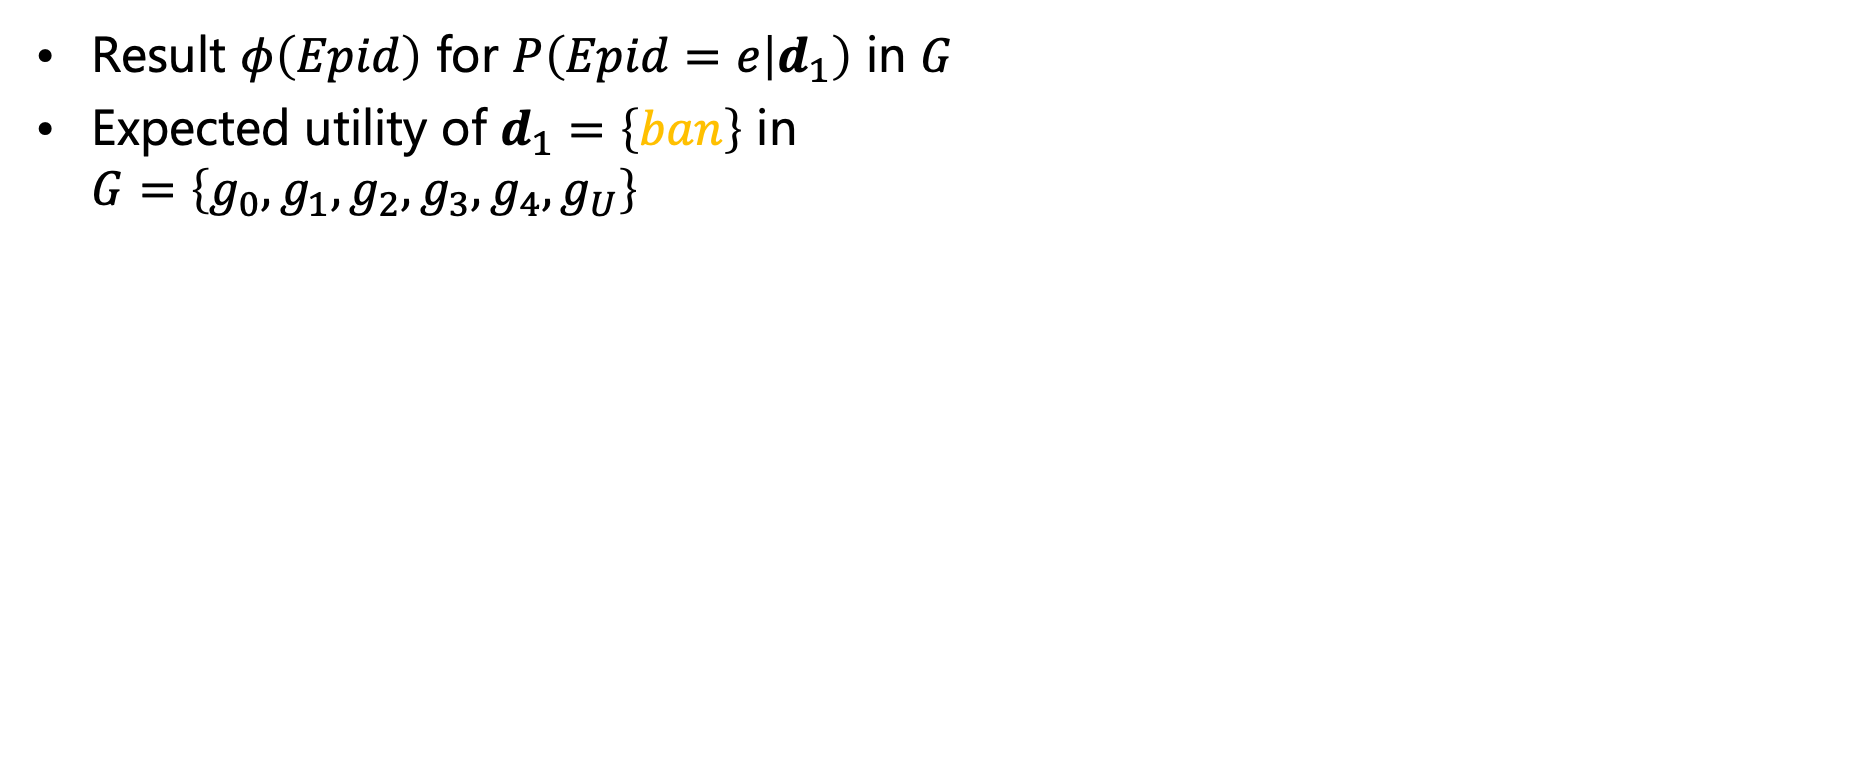 • Result 𝜙(𝐸𝑝𝑖𝑑) for 𝑃(𝐸𝑝𝑖𝑑 = 𝑒|𝒅₁) in 𝐺
• Expected utility of 𝒅₁ = {𝑏𝑎𝑛} in
𝐺 = {𝑔₀, 𝑔₁, 𝑔₂, 𝑔₃, 𝑔₄, 𝑔_𝑈}